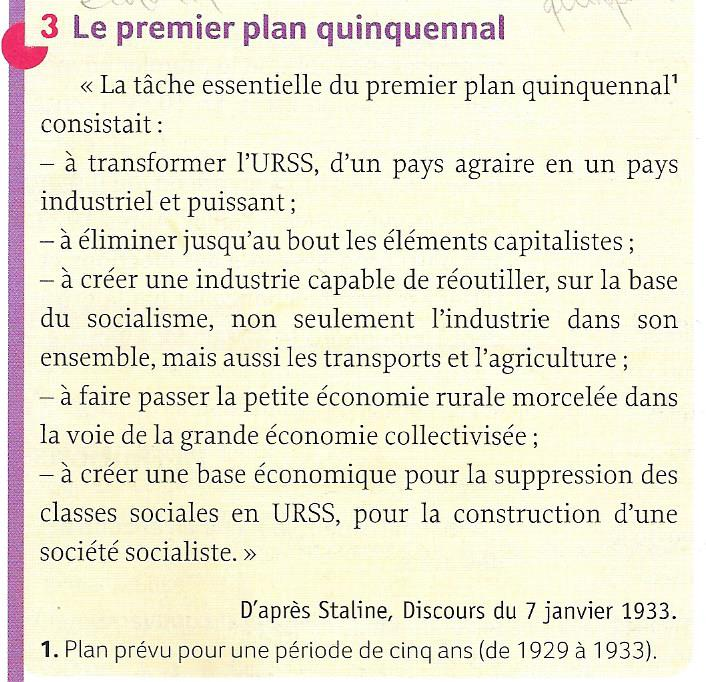 3 Le premier plan quinquennal
« La tâche essentielle du premier plan quinquennal¹
consistait :
– à transformer l'URSS, d'un pays agraire en un pays
industriel et puissant ;
– à éliminer jusqu'au bout les éléments capitalistes ;
– à créer une industrie capable de réoutiller, sur la base
du socialisme, non seulement l'industrie dans son
ensemble, mais aussi les transports et l'agriculture ;
– à faire passer la petite économie rurale morcelée dans
la voie de la grande économie collectivisée ;
– à créer une base économique pour la suppression des
classes sociales en URSS, pour la construction d'une
société socialiste. »
D'après Staline, Discours du 7 janvier 1933.
1. Plan prévu pour une période de cinq ans (de 1929 à 1933).